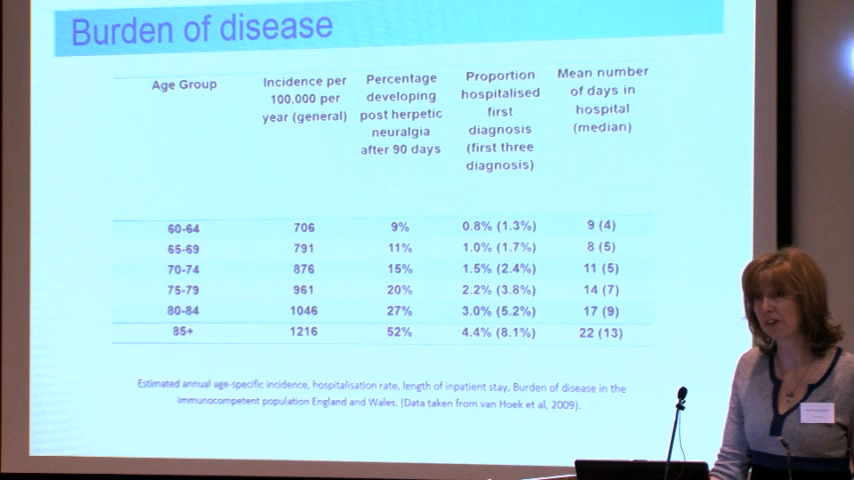 Burden of disease
Age Group
Incidence per
100,000 per
year (general)
Percentage
developing
post herpetic
neuralgia
after 90 days
Proportion
hospitalised
first
diagnosis
(first three
diagnosis)
Mean number
of days in
hospital
(median)
60-64 706 9% 0.8% (1.3%) 9 (4)
65-69 791 11% 1.0% (1.7%) 8 (5)
70-74 876 15% 1.5% (2.4%) 11 (5)
75-79 961 20% 2.2% (3.8%) 14 (7)
80-84 1046 27% 3.0% (5.2%) 17 (9)
85+ 1216 52% 4.4% (8.1%) 22 (13)
Estimated annual age-specific incidence, hospitalisation rate, length of inpatient stay, Burden of disease in the
immunocompetent population England and Wales. (Data taken from van Hoek et al, 2009).